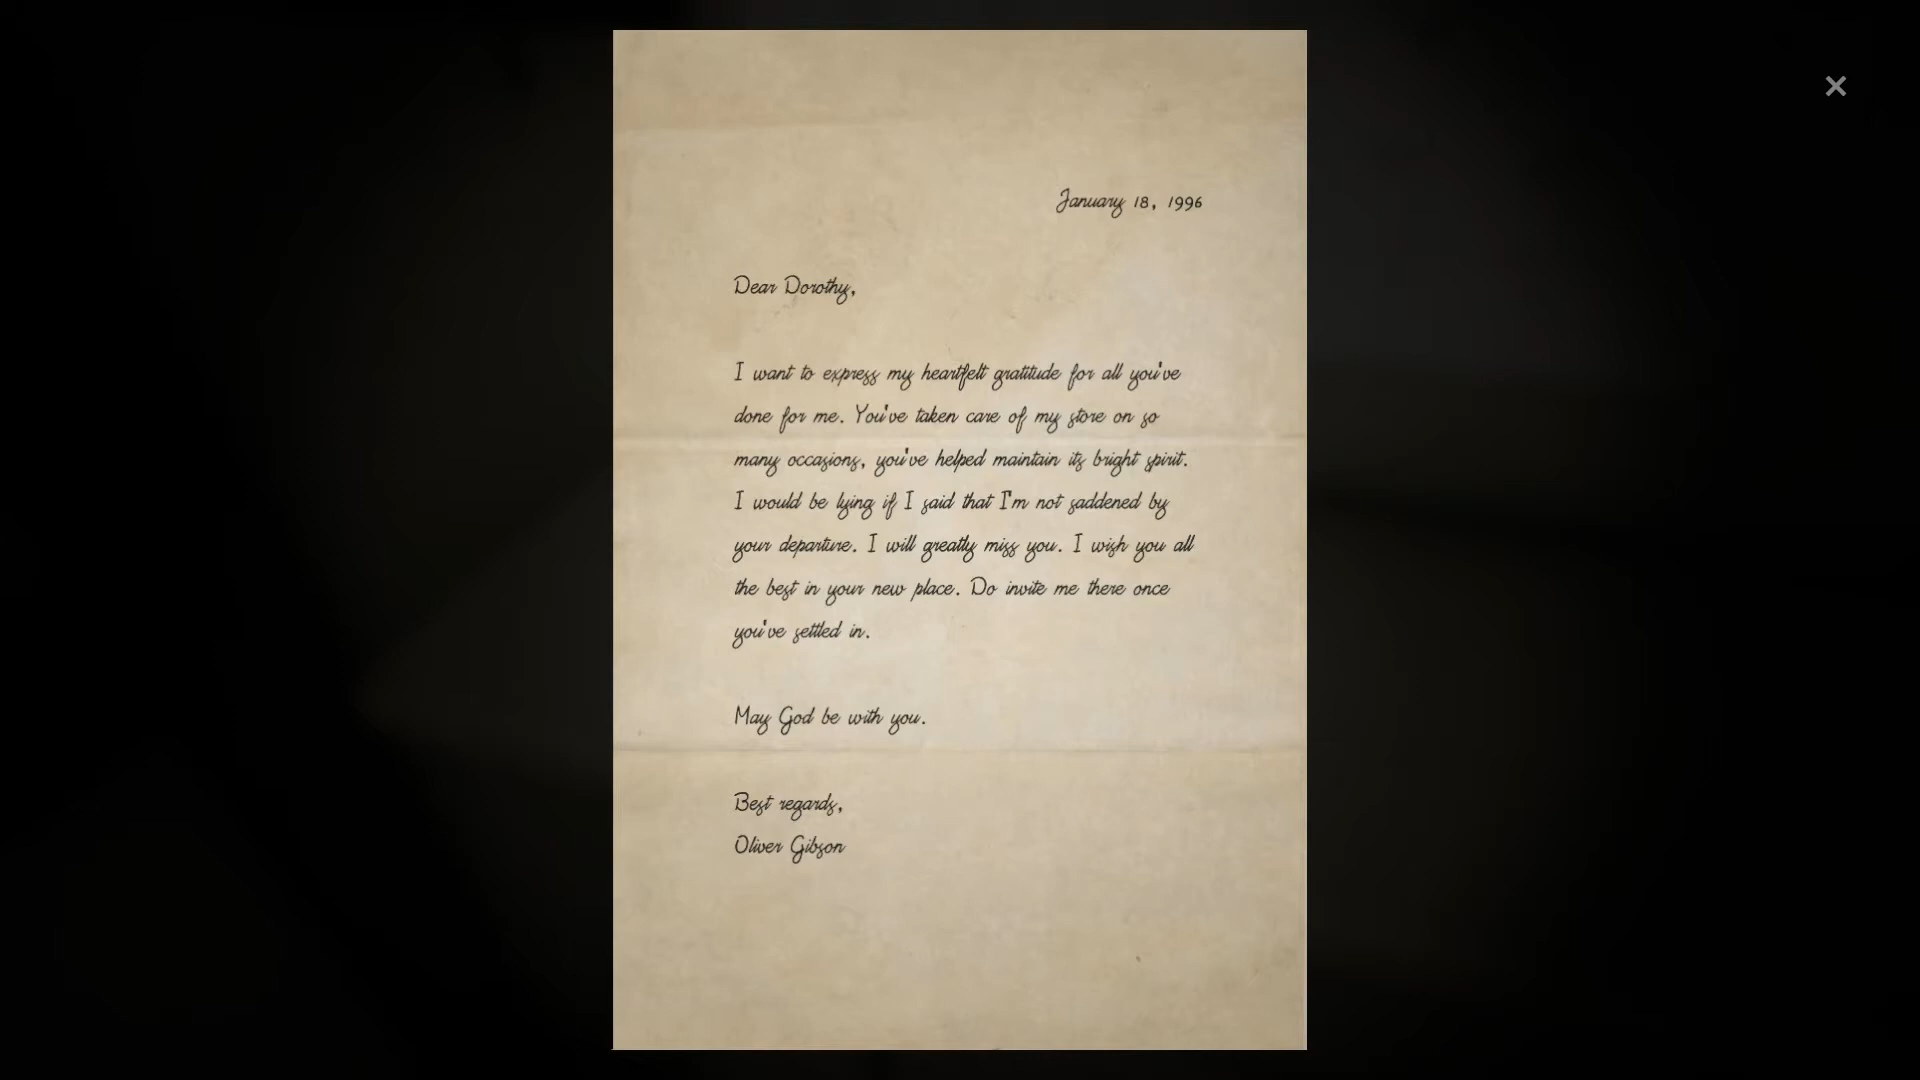 January 18, 1996
Dear Dorothy,
I want to express my heartfelt gratitude for all you've
done for me. You've taken care of my store on so
many occasions, you've helped maintain its bright spirit.
I would be lying if I said that I'm not saddened by
your departure. I will greatly miss you. I wish you all
the best in your new place. Do invite me there once
you've settled in.
May God be with you.
Best regards,
Oliver Gibson